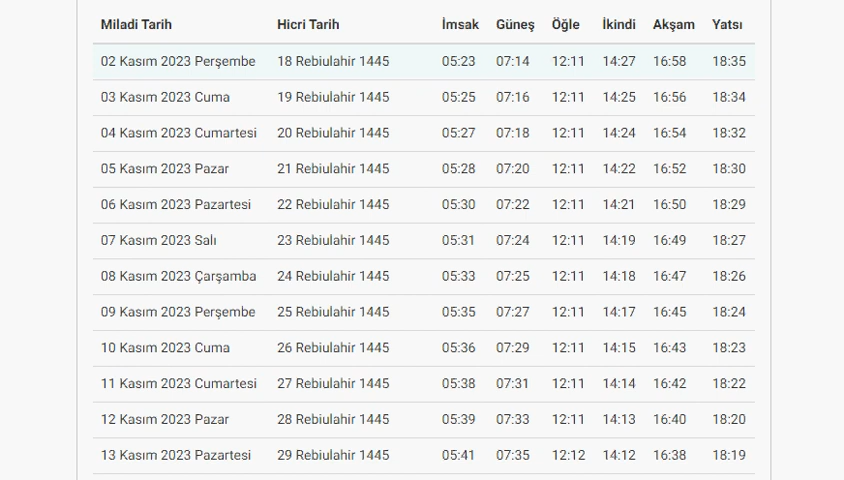 Miladi Tarih Hicri Tarih İmsak Güneş Öğle İkindi Akşam Yatsı
02 Kasım 2023 Perşembe 18 Rebiulahir 1445 05:23 07:14 12:11 14:27 16:58 18:35
03 Kasım 2023 Cuma 19 Rebiulahir 1445 05:25 07:16 12:11 14:25 16:56 18:34
04 Kasım 2023 Cumartesi 20 Rebiulahir 1445 05:27 07:18 12:11 14:24 16:54 18:32
05 Kasım 2023 Pazar 21 Rebiulahir 1445 05:28 07:20 12:11 14:22 16:52 18:30
06 Kasım 2023 Pazartesi 22 Rebiulahir 1445 05:30 07:22 12:11 14:21 16:50 18:29
07 Kasım 2023 Salı 23 Rebiulahir 1445 05:31 07:24 12:11 14:19 16:49 18:27
08 Kasım 2023 Çarşamba 24 Rebiulahir 1445 05:33 07:25 12:11 14:18 16:47 18:26
09 Kasım 2023 Perşembe 25 Rebiulahir 1445 05:35 07:27 12:11 14:17 16:45 18:24
10 Kasım 2023 Cuma 26 Rebiulahir 1445 05:36 07:29 12:11 14:15 16:43 18:23
11 Kasım 2023 Cumartesi 27 Rebiulahir 1445 05:38 07:31 12:11 14:14 16:42 18:22
12 Kasım 2023 Pazar 28 Rebiulahir 1445 05:39 07:33 12:11 14:13 16:40 18:20
13 Kasım 2023 Pazartesi 29 Rebiulahir 1445 05:41 07:35 12:12 14:12 16:38 18:19